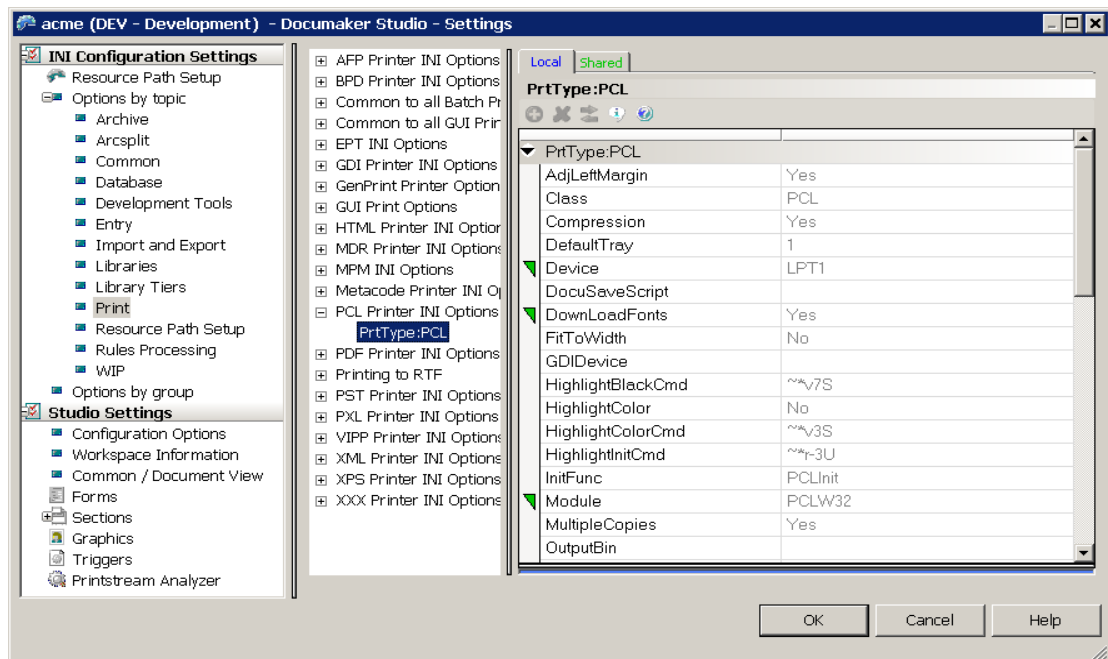 acme (DEV - Development) - Documaker Studio - Settings
INI Configuration Settings
Resource Path Setup
Options by topic
Archive
Arcsplit
Common
Database
Development Tools
Entry
Import and Export
Libraries
Library Tiers
Print
Resource Path Setup
Rules Processing
WIP
Options by group
Studio Settings
Configuration Options
Workspace Information
Common / Document View
Forms
Sections
Graphics
Triggers
Printstream Analyzer
AFP Printer INI Options
BPD Printer INI Options
Common to all Batch Pr
Common to all GUI Prin
EPT INI Options
GDI Printer INI Options
GenPrint Printer Option
GUI Print Options
HTML Printer INI Option
MDR Printer INI Options
MPM INI Options
Metacode Printer INI O
PCL Printer INI Options
PrtType:PCL
PDF Printer INI Options
Printing to RTF
PST Printer INI Options
PXL Printer INI Options
VIPP Printer INI Options
XML Printer INI Options
XPS Printer INI Options
XXX Printer INI Options
Local Shared
PrtType:PCL
PrtType:PCL
AdjLeftMargin Yes
Class PCL
Compression Yes
DefaultTray 1
Device LPT1
DocuSaveScript
DownLoadFonts Yes
FitToWidth No
GDIDevice
HighlightBlackCmd ~*v7S
HighlightColor No
HighlightColorCmd ~*v3S
HighlightInitCmd ~*r-3U
InitFunc PCLInit
Module PCLW32
MultipleCopies Yes
OutputBin
OK Cancel Help